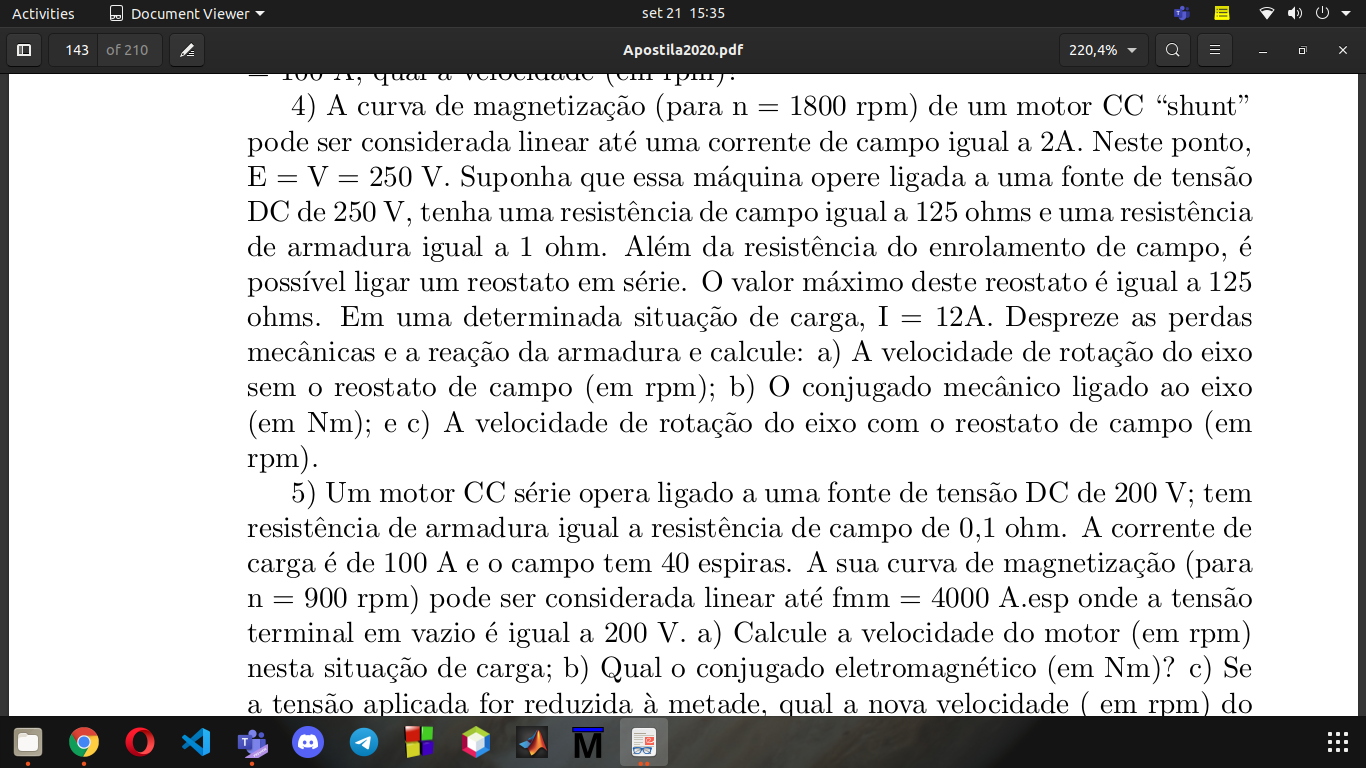 Activities Document Viewer set 21 15:35
143 of 210 Apostila2020.pdf 220,4%
= 100 A, qual a velocidade (em rpm)?
4) A curva de magnetização (para n = 1800 rpm) de um motor CC “shunt”
pode ser considerada linear até uma corrente de campo igual a 2A. Neste ponto,
E = V = 250 V. Suponha que essa máquina opere ligada a uma fonte de tensão
DC de 250 V, tenha uma resistência de campo igual a 125 ohms e uma resistência
de armadura igual a 1 ohm. Além da resistência do enrolamento de campo, é
possível ligar um reostato em série. O valor máximo deste reostato é igual a 125
ohms. Em uma determinada situação de carga, I = 12A. Despreze as perdas
mecânicas e a reação da armadura e calcule: a) A velocidade de rotação do eixo
sem o reostato de campo (em rpm); b) O conjugado mecânico ligado ao eixo
(em Nm); e c) A velocidade de rotação do eixo com o reostato de campo (em
rpm).
5) Um motor CC série opera ligado a uma fonte de tensão DC de 200 V; tem
resistência de armadura igual a resistência de campo de 0,1 ohm. A corrente de
carga é de 100 A e o campo tem 40 espiras. A sua curva de magnetização (para
n = 900 rpm) pode ser considerada linear até fmm = 4000 A.esp onde a tensão
terminal em vazio é igual a 200 V. a) Calcule a velocidade do motor (em rpm)
nesta situação de carga; b) Qual o conjugado eletromagnético (em Nm)? c) Se
a tensão aplicada for reduzida à metade, qual a nova velocidade ( em rpm) do
M